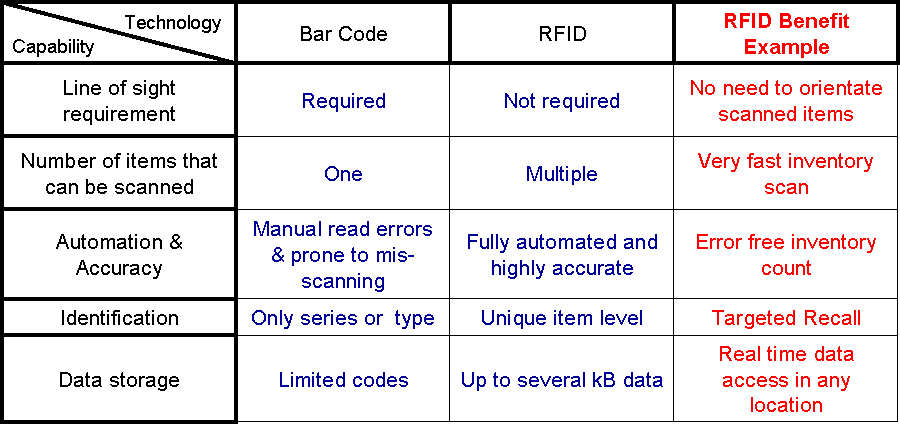 Technology
Capability
Bar Code
RFID
RFID Benefit
Example
Line of sight
requirement
Required
Not required
No need to orientate
scanned items
Number of items that
can be scanned
One
Multiple
Very fast inventory
scan
Automation &
Accuracy
Manual read errors
& prone to mis-
scanning
Fully automated and
highly accurate
Error free inventory
count
Identification
Only series or type
Unique item level
Targeted Recall
Data storage
Limited codes
Up to several kB data
Real time data
access in any
location